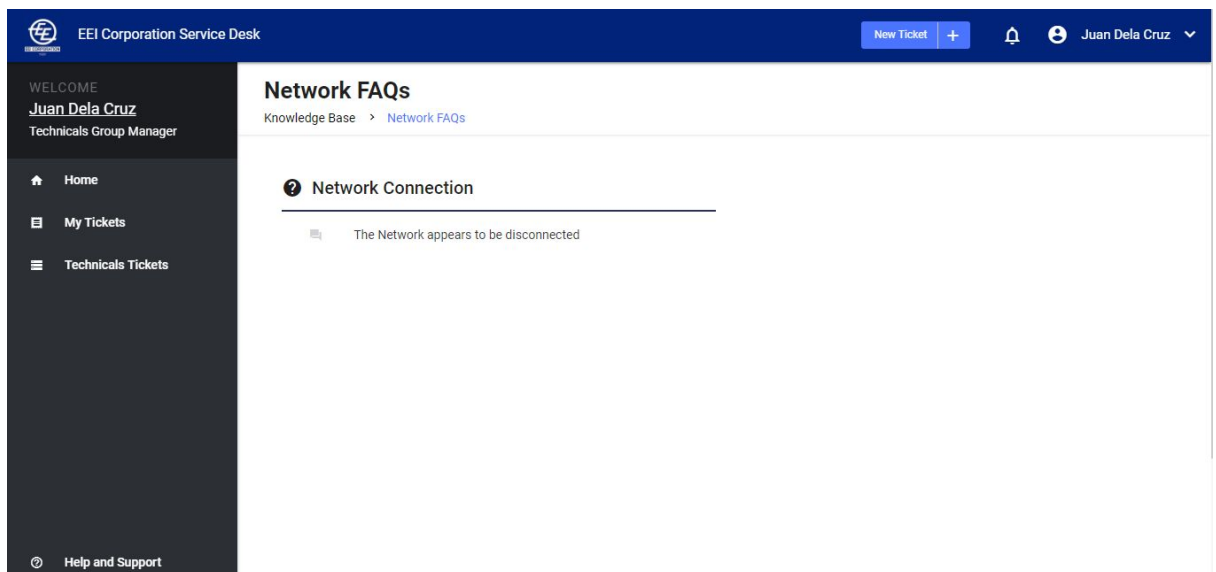 EEI Corporation Service Desk
New Ticket +
Juan Dela Cruz
WELCOME
Juan Dela Cruz
Technicals Group Manager
Home
My Tickets
Technicals Tickets
Help and Support
Network FAQs
Knowledge Base > Network FAQs
Network Connection
The Network appears to be disconnected